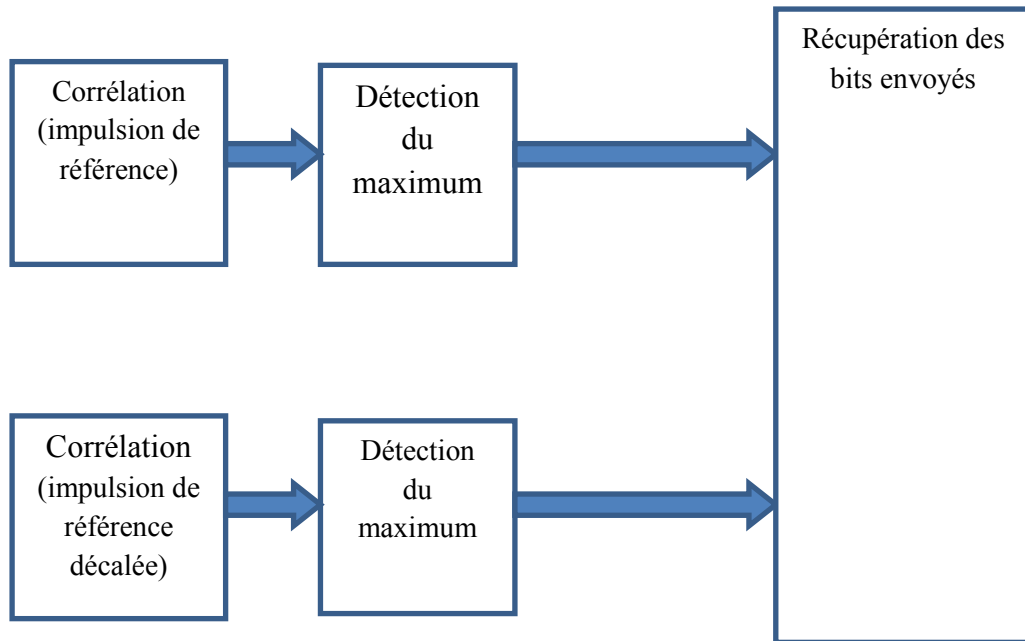 Corrélation
(impulsion de
référence)
Détection
du
maximum
Récupération des
bits envoyés
Corrélation
(impulsion de
référence
décalée)
Détection
du
maximum